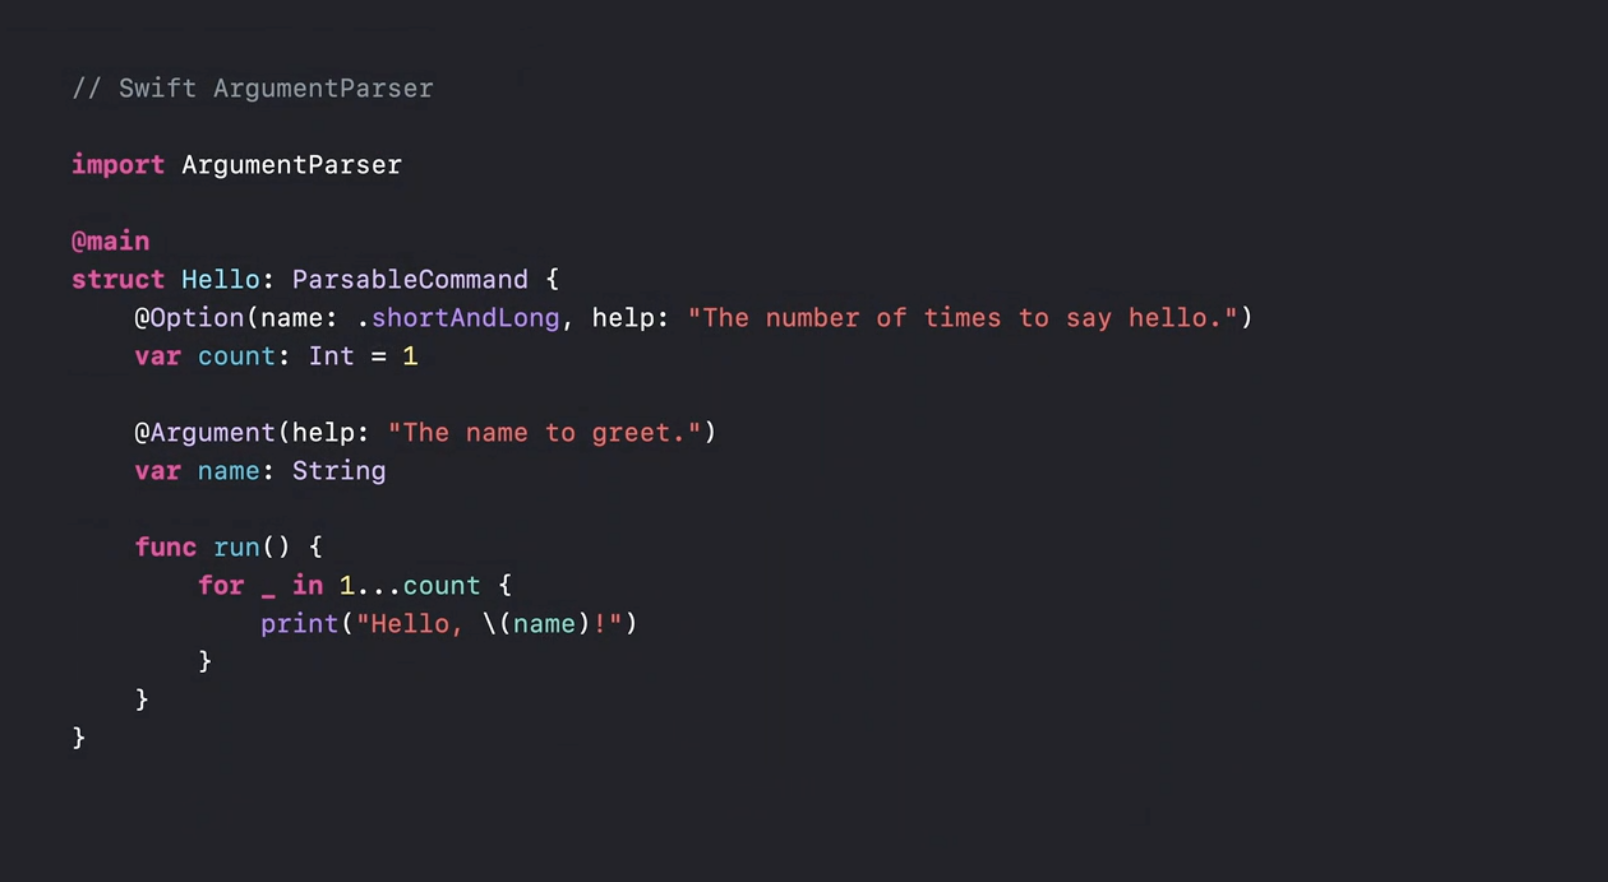 // Swift ArgumentParser
import ArgumentParser
@main
struct Hello: ParsableCommand {
    @Option(name: .shortAndLong, help: "The number of times to say hello.")
    var count: Int = 1
    @Argument(help: "The name to greet.")
    var name: String
    func run() {
        for _ in 1...count {
            print("Hello, \(name)!")
        }
    }
}